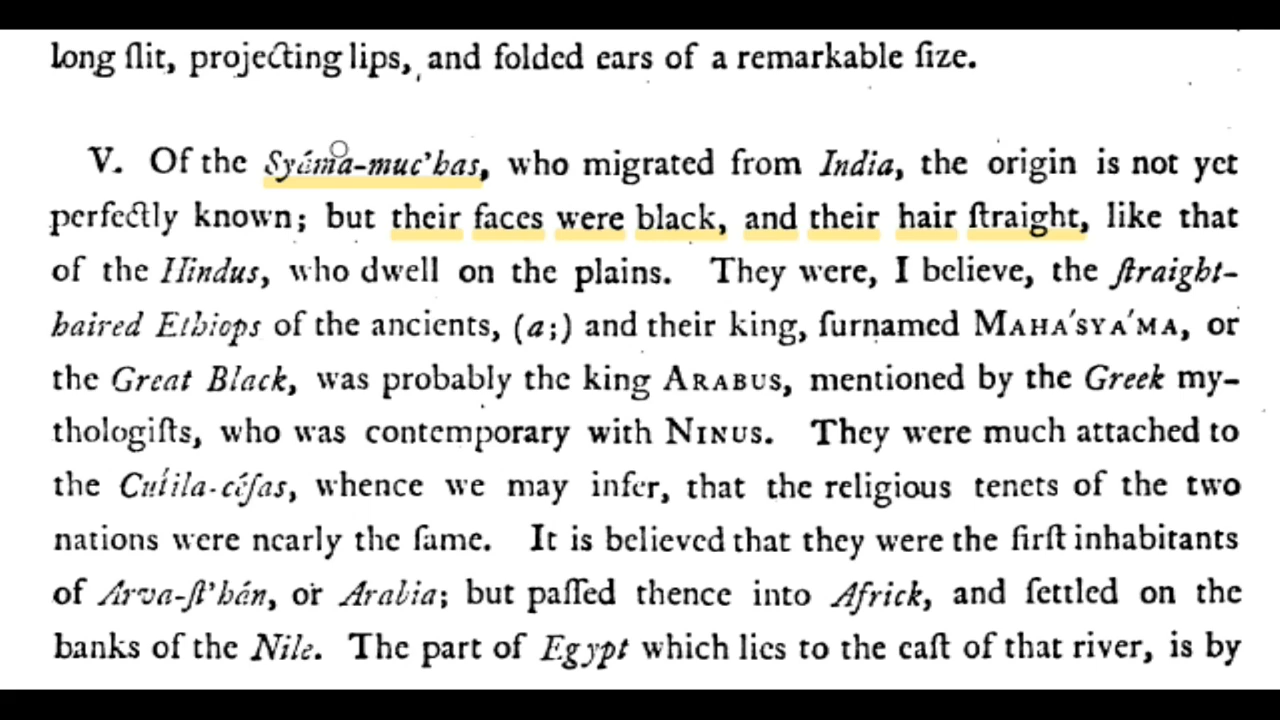 long ſlit, projecting lips, and folded ears of a remarkable ſize.
V. Of the Syáma-muc'has, who migrated from India, the origin is not yet
perfectly known; but their faces were black, and their hair ſtraight, like that
of the Hindus, who dwell on the plains. They were, I believe, the ſtraight-
haired Ethiops of the ancients, (a;) and their king, ſurnamed MAHA'SYA'MA, or
the Great Black, was probably the king ARABUS, mentioned by the Greek my-
thologiſts, who was contemporary with NINUS. They were much attached to
the Cutila-céſas, whence we may infer, that the religious tenets of the two
nations were nearly the ſame. It is believed that they were the firſt inhabitants
of Arva-ſt'hán, or Arabia; but paſſed thence into Africk, and ſettled on the
banks of the Nile. The part of Egypt which lies to the eaſt of that river, is by